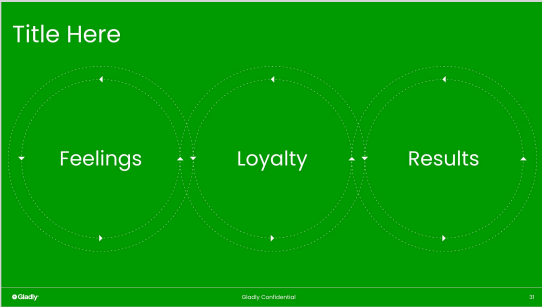 Title Here
Feelings
Loyalty
Results
Gladly
Gladly Confidential
31